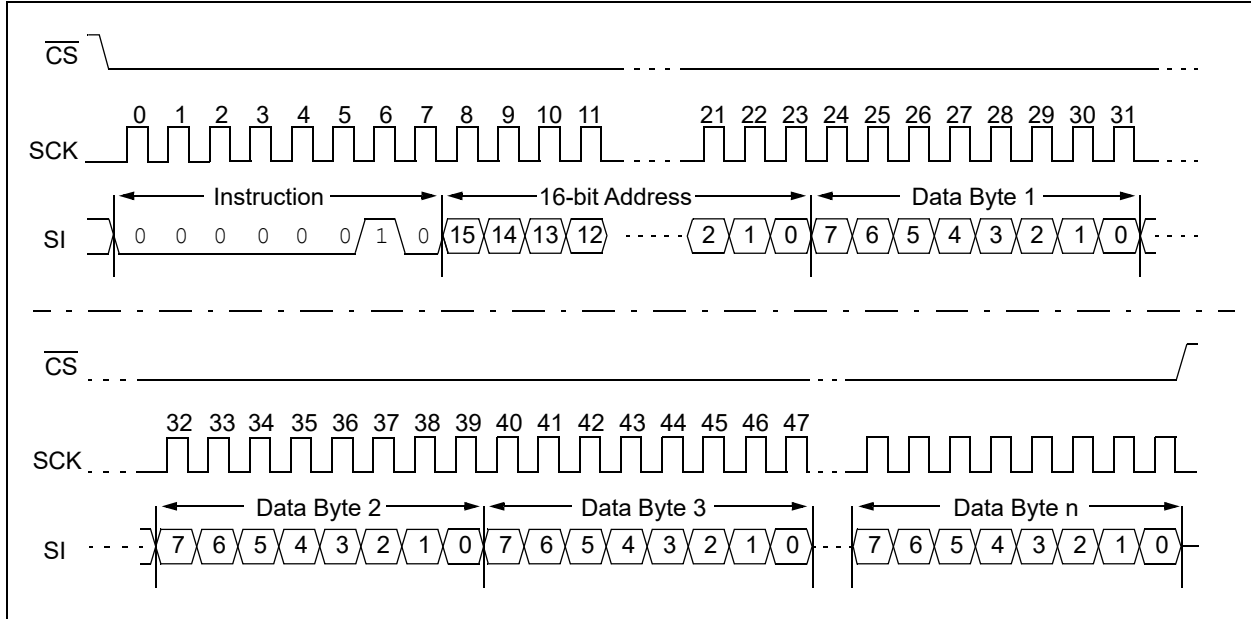 CS
0 1 2 3 4 5 6 7 8 9 10 11 21 22 23 24 25 26 27 28 29 30 31
SCK
Instruction 16-bit Address Data Byte 1
SI 0 0 0 0 0 0 1 0 15 14 13 12 2 1 0 7 6 5 4 3 2 1 0
CS
32 33 34 35 36 37 38 39 40 41 42 43 44 45 46 47
SCK
Data Byte 2 Data Byte 3 Data Byte n
SI 7 6 5 4 3 2 1 0 7 6 5 4 3 2 1 0 7 6 5 4 3 2 1 0